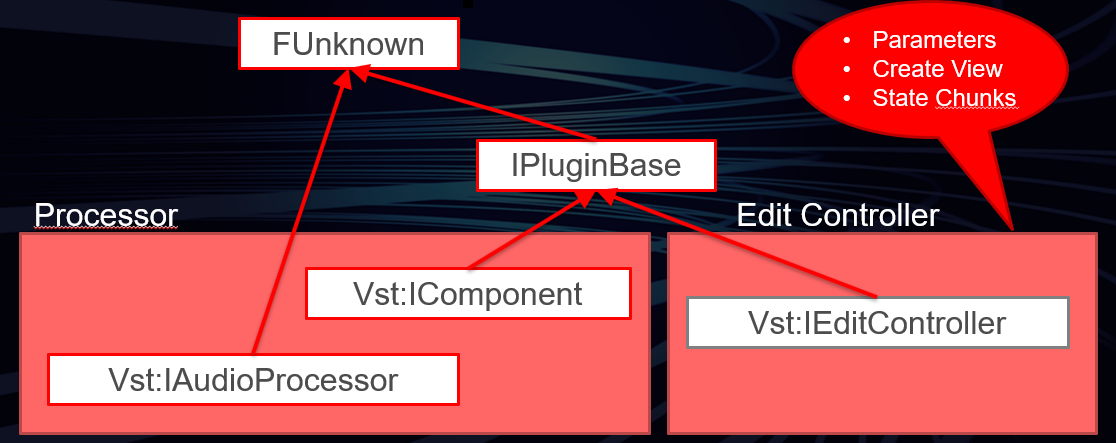 FUnknown
• Parameters
• Create View
• State Chunks
IPluginBase
Processor
Edit Controller
Vst:IComponent
Vst:IEditController
Vst:IAudioProcessor